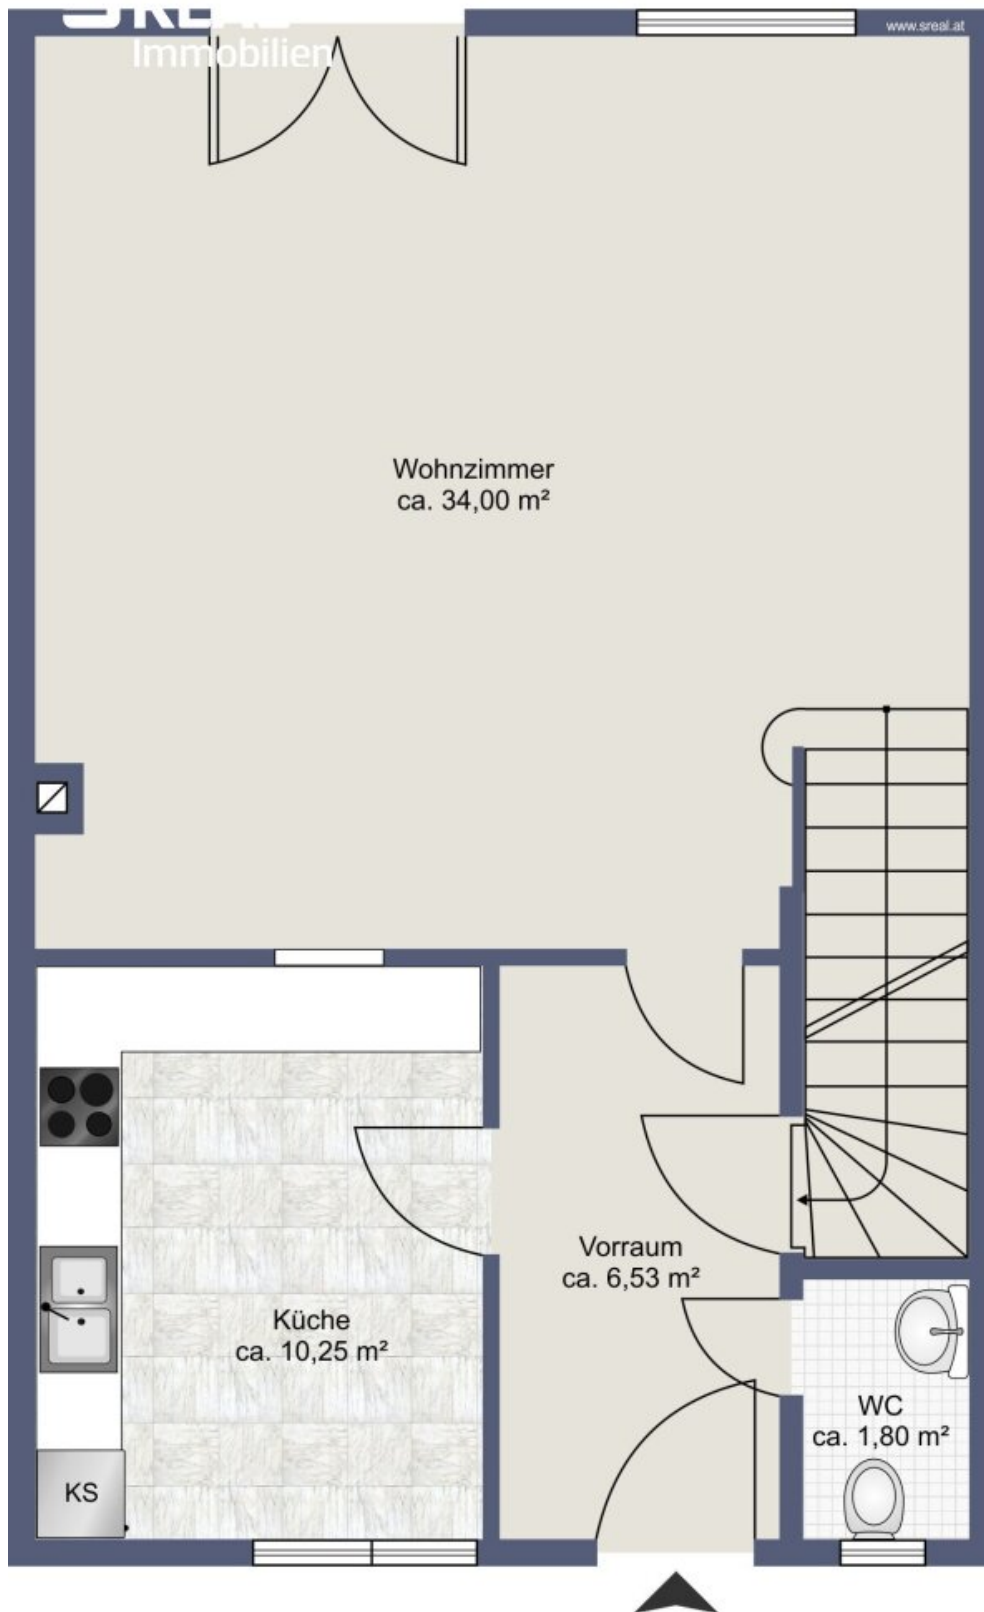 www.sreal.at
Immobilien
Wohnzimmer
ca. 34,00 m²
Vorraum
ca. 6,53 m²
Küche
ca. 10,25 m²
WC
ca. 1,80 m²
KS